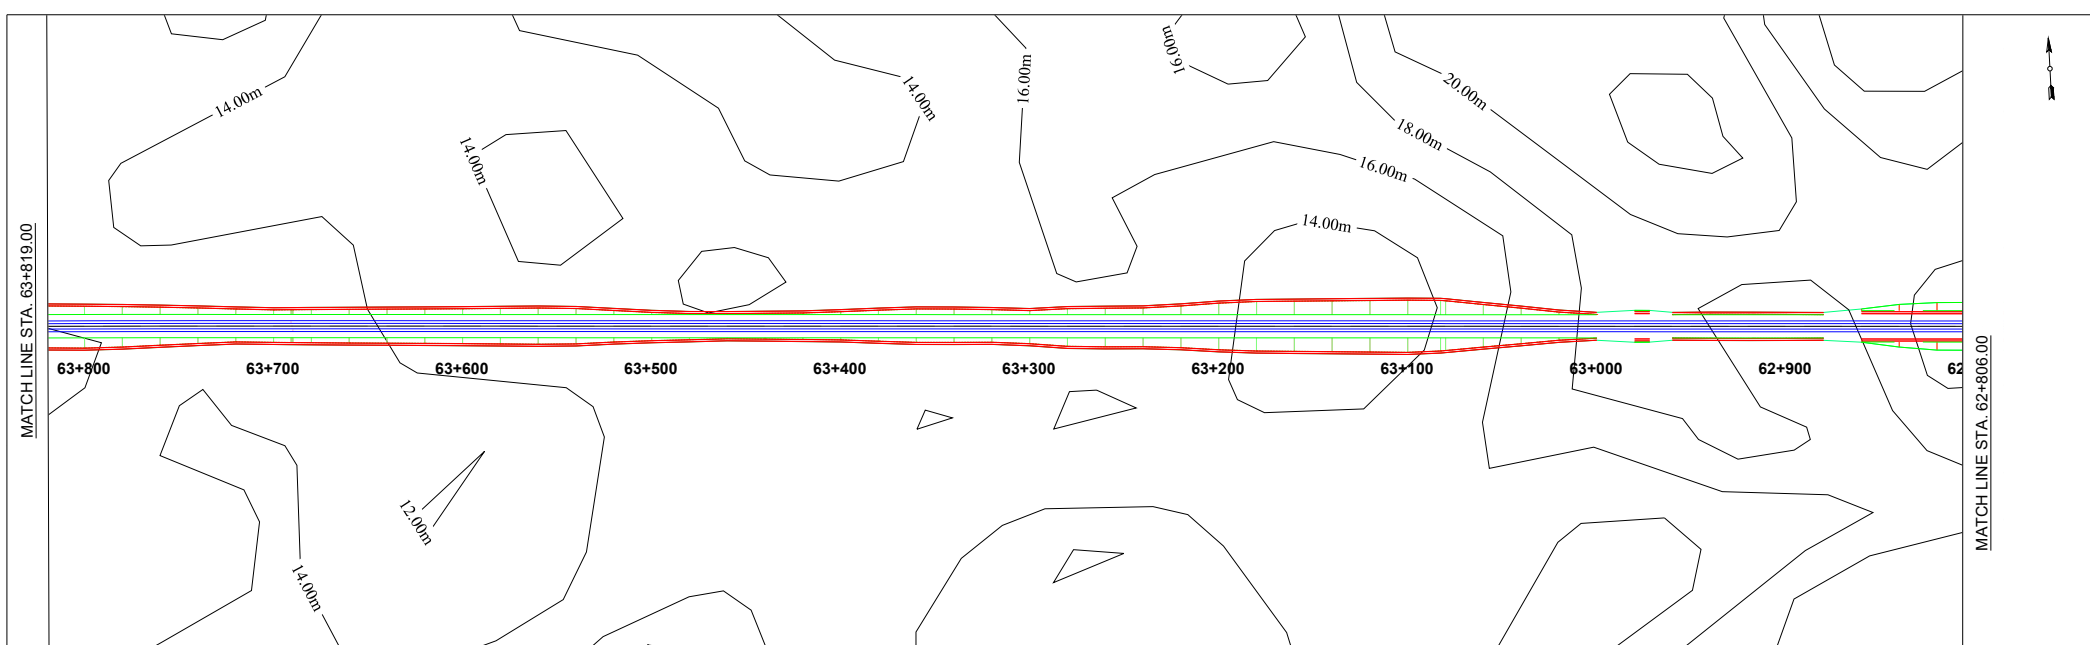 16.00m
14.00m
14.00m
16.00m
20.00m
18.00m
14.00m
16.00m
14.00m
MATCH LINE STA. 63+819.00
63+800 63+700 63+600 63+500 63+400 63+300 63+200 63+100 63+000 62+900 62
MATCH LINE STA. 62+806.00
12.00m
14.00m